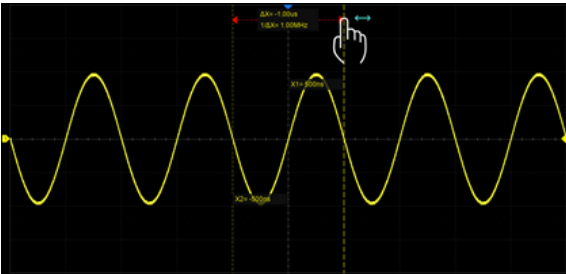 ΔX= -1.00us
1/ΔX= 1.00MHz
X1= 500ns
X2= -500ns